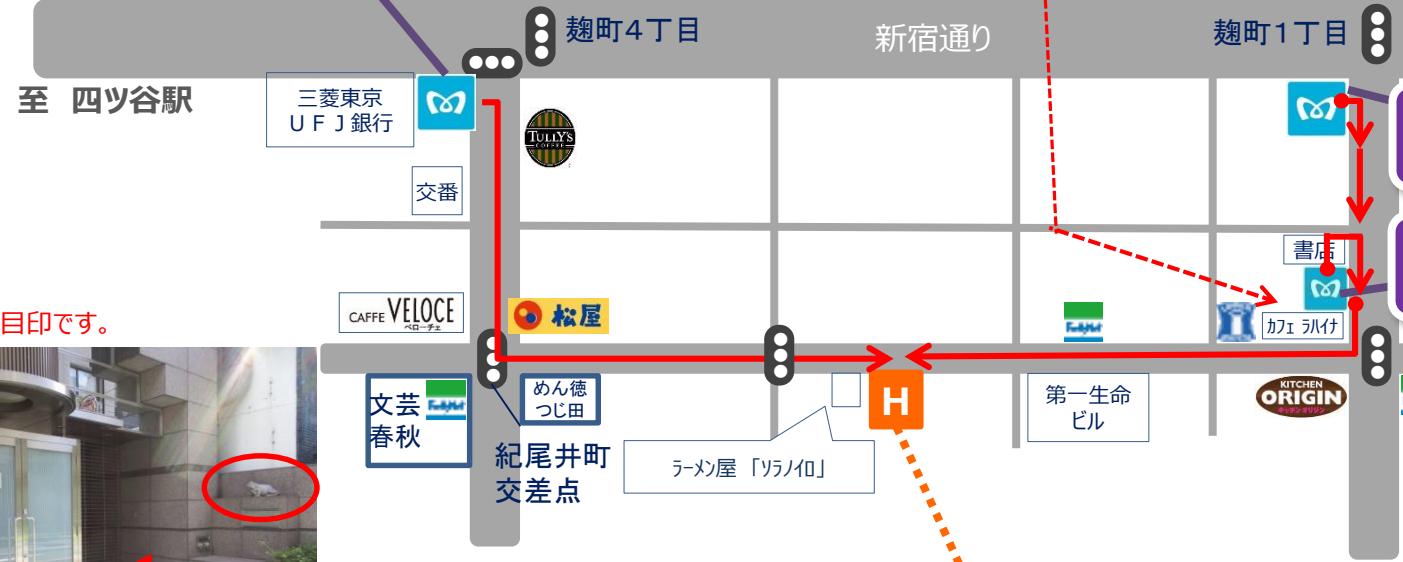 麹町4丁目
新宿通り
麹町1丁目
至 四ツ谷駅
三菱東京
ＵＦＪ銀行
TULLY'S
COFFEE
交番
書店
CAFFE VELOCE
ベローチェ
松屋
カフェ ラハイナ
目印です。
文芸
春秋
FamilyMart
めん徳
つじ田
紀尾井町
交差点
ラーメン屋 「ソラノイロ」
H
第一生命
ビル
KITCHEN
ORIGIN
キッチンオリジン